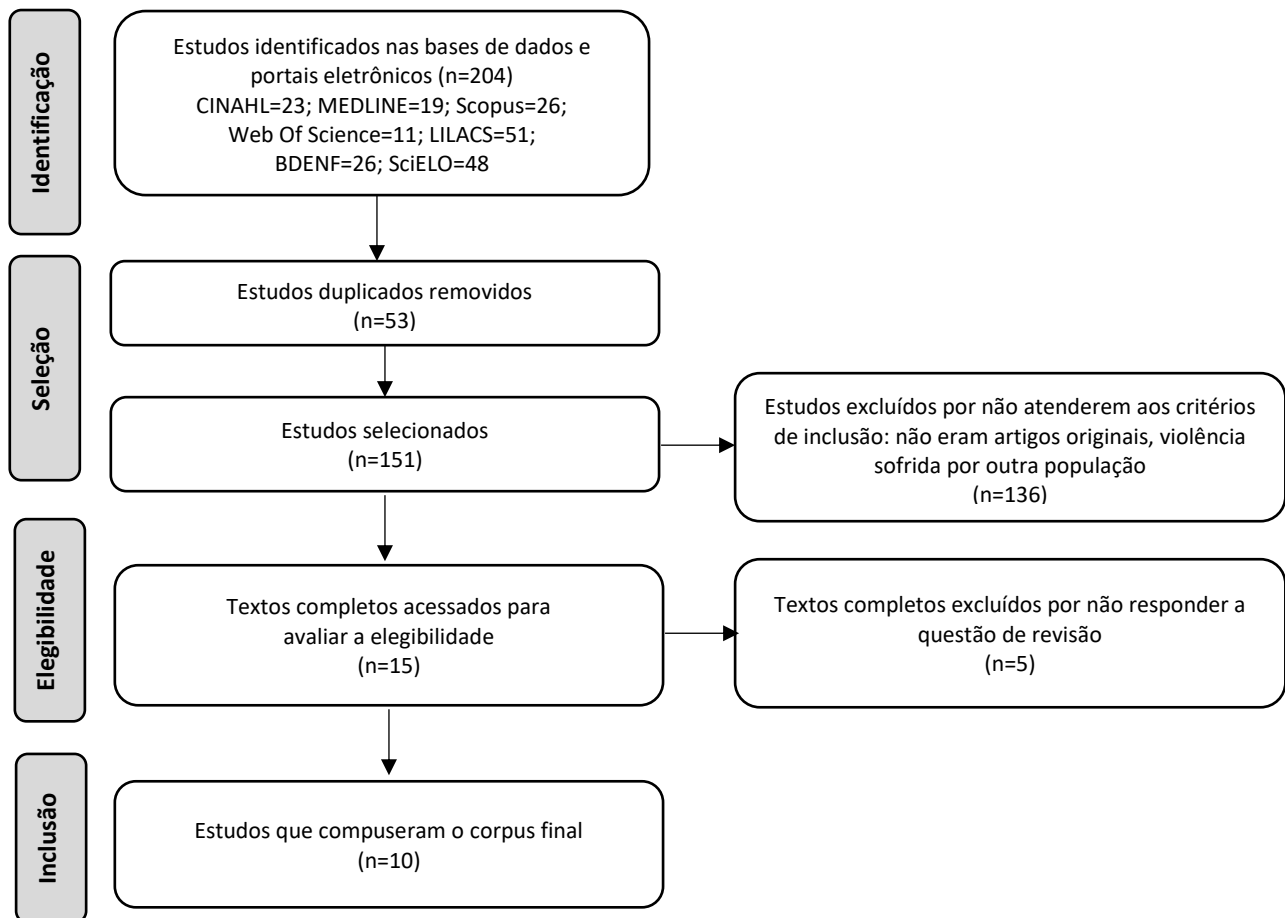 Identificação
Estudos identificados nas bases de dados e
portais eletrônicos (n=204)
CINAHL=23; MEDLINE=19; Scopus=26;
Web Of Science=11; LILACS=51;
BDENF=26; SciELO=48
Seleção
Estudos duplicados removidos
(n=53)
Estudos selecionados
(n=151)
Estudos excluídos por não atenderem aos critérios
de inclusão: não eram artigos originais, violência
sofrida por outra população
(n=136)
Elegibilidade
Textos completos acessados para
avaliar a elegibilidade
(n=15)
Textos completos excluídos por não responder a
questão de revisão
(n=5)
Inclusão
Estudos que compuseram o corpus final
(n=10)